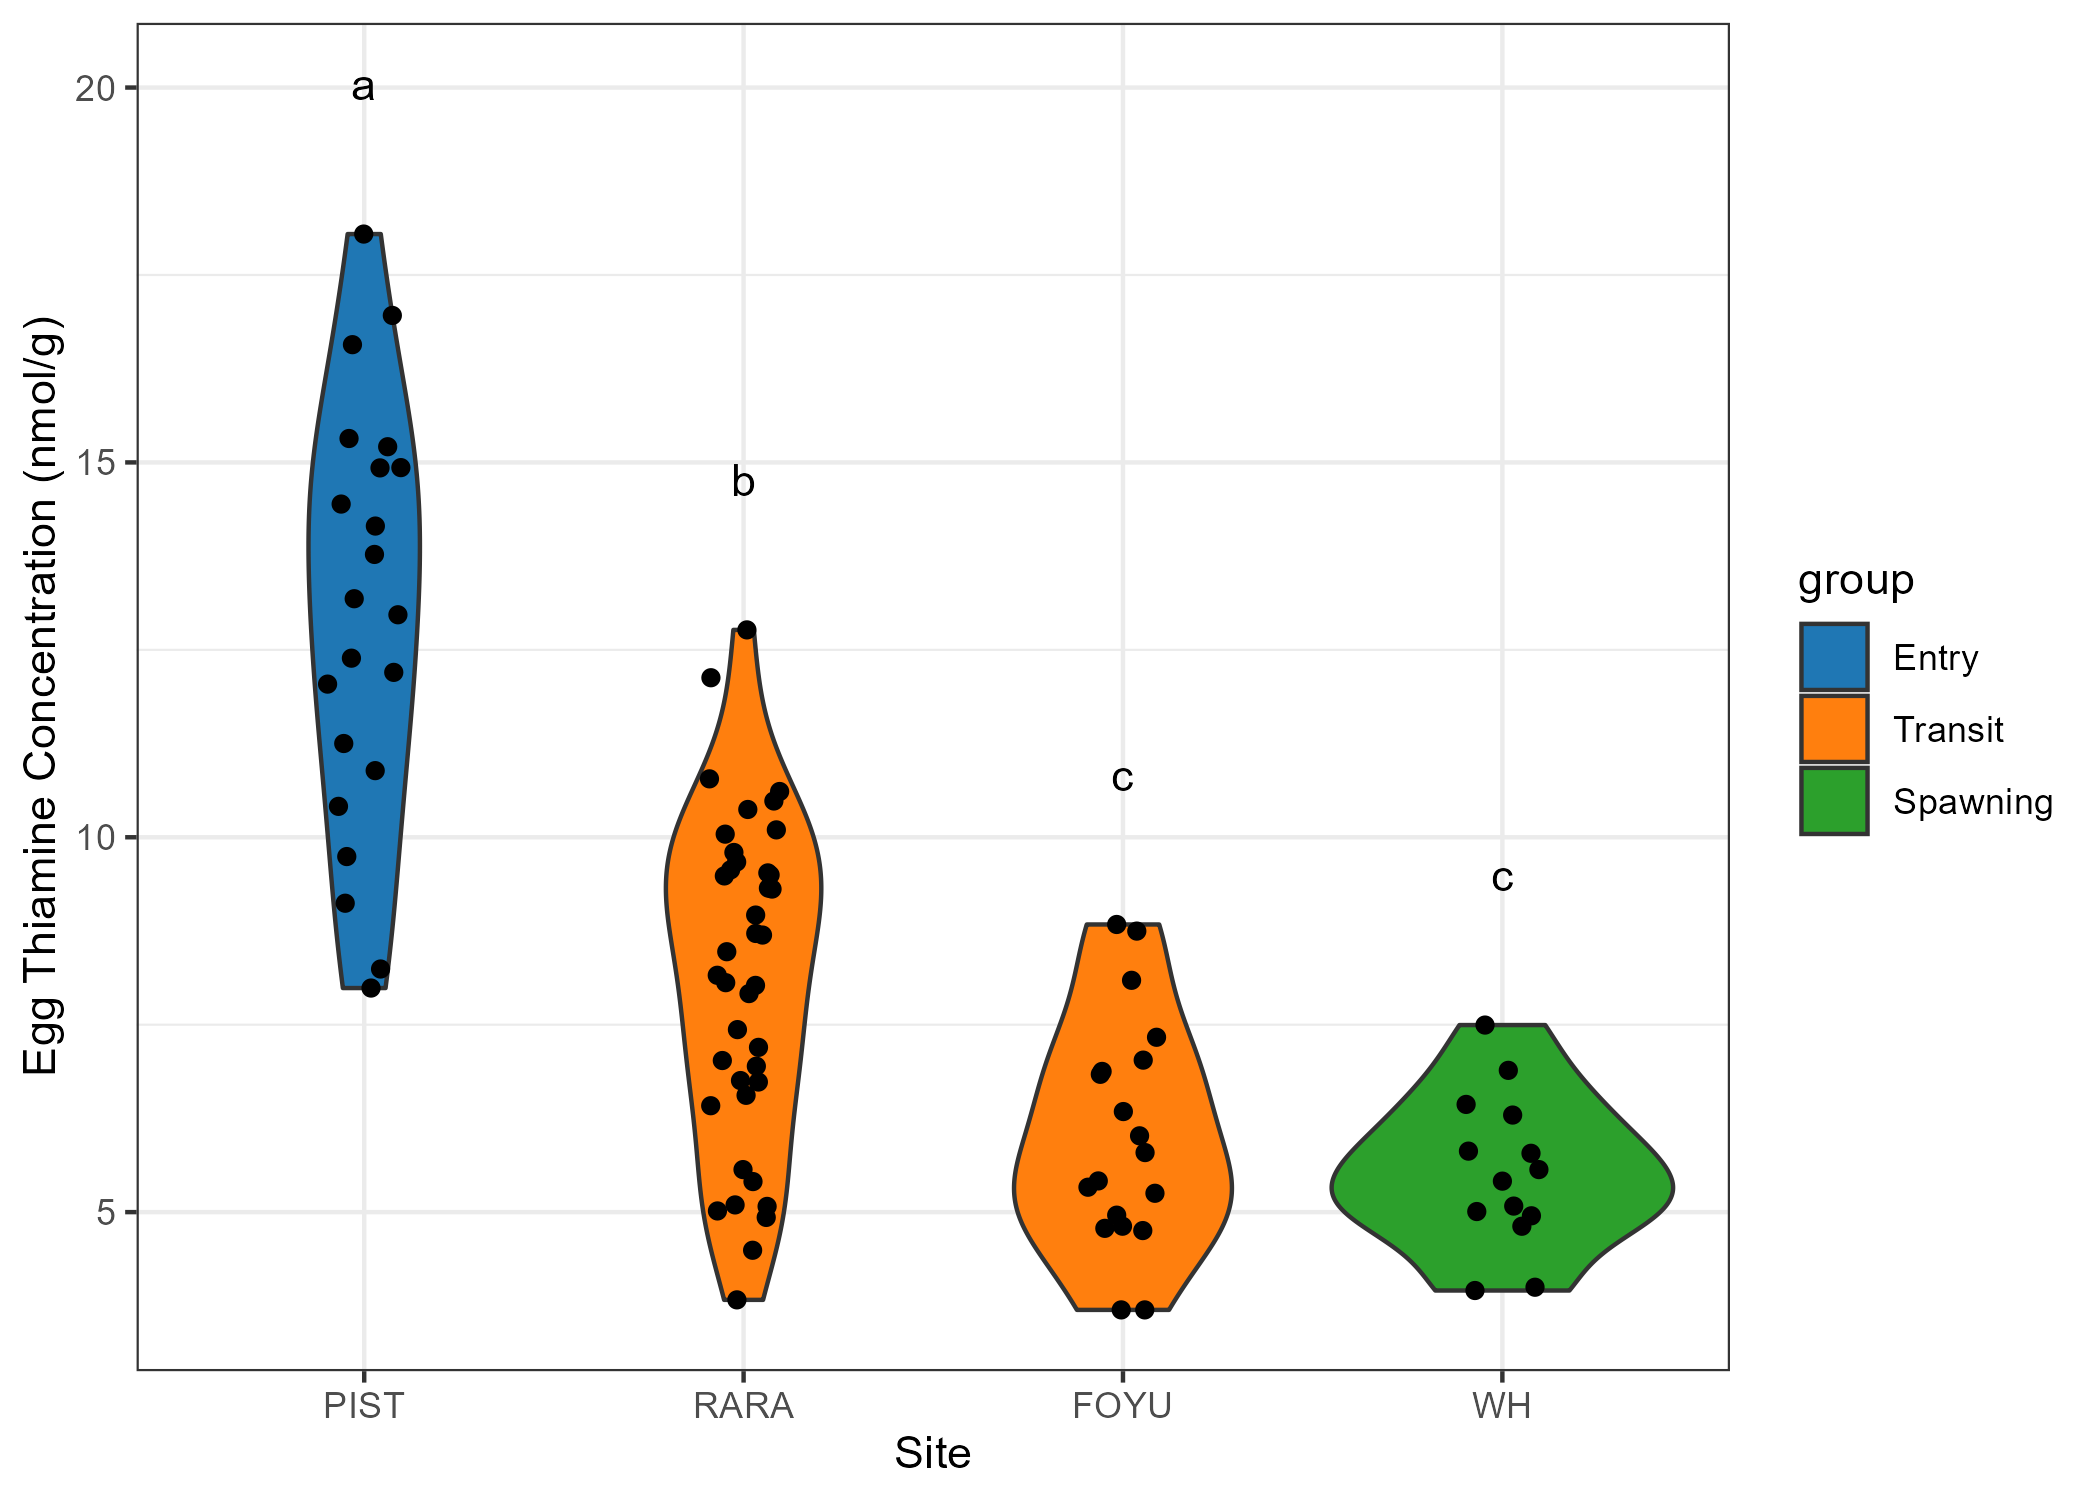 Egg Thiamine Concentration (nmol/g)
20
15
10
5
a
b
c
c
PIST RARA FOYU WH
Site
group
Entry
Transit
Spawning